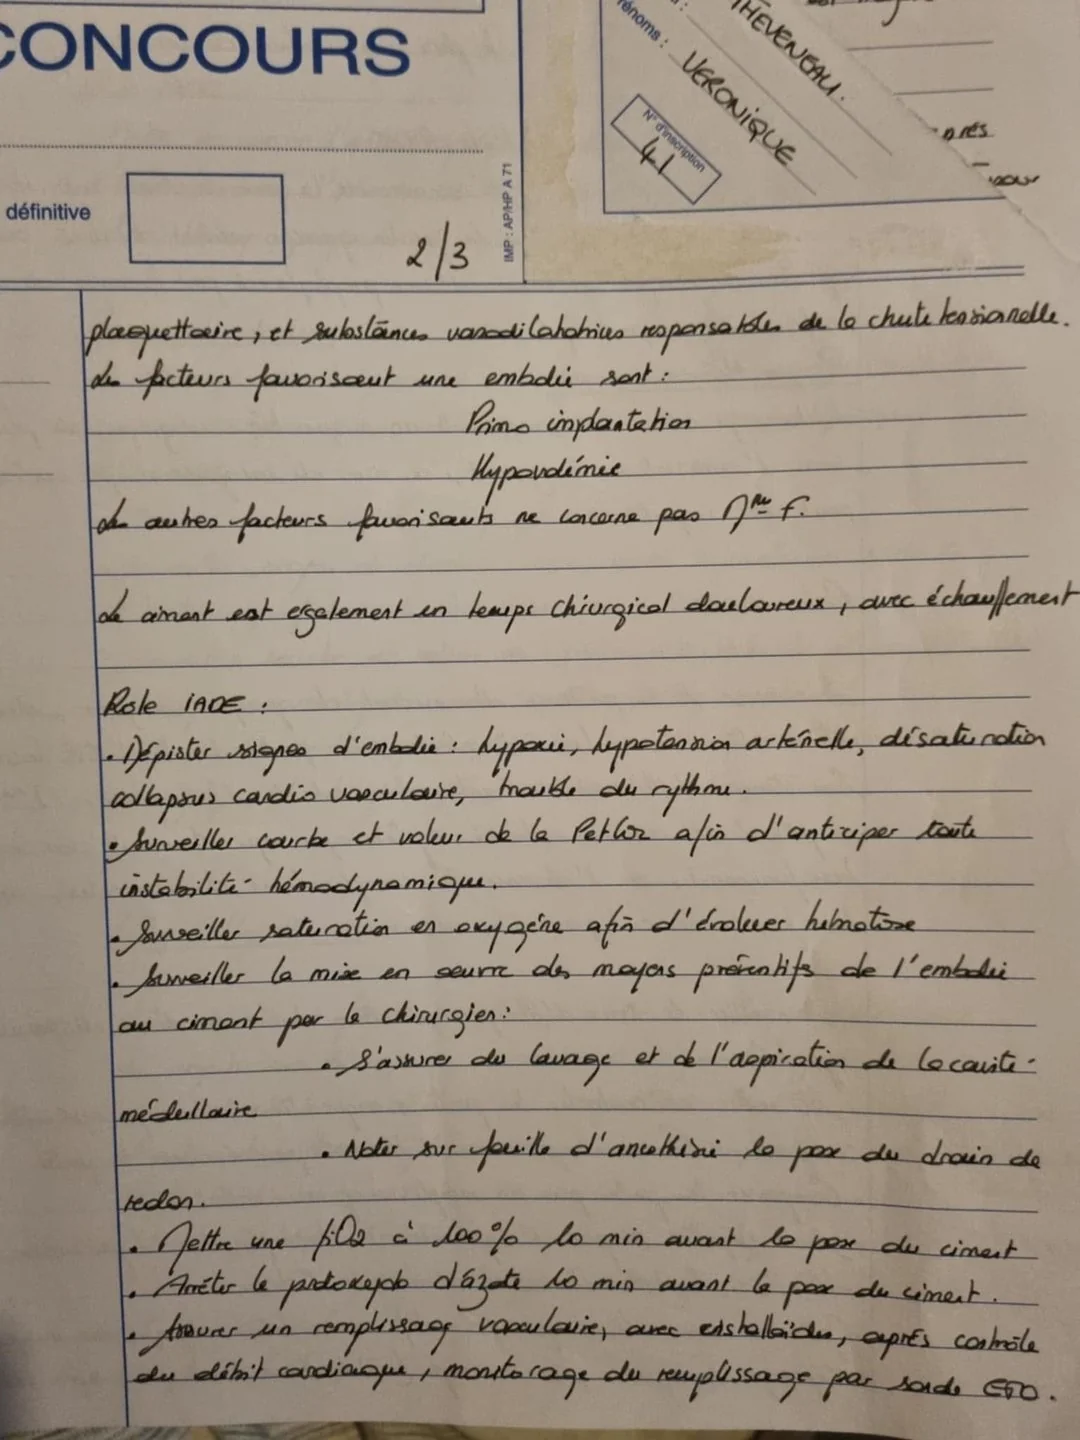 CONCOURS
énoms :
THEVENEAU.
VERONIQUE
N° d'inscription
41
définitive
2/3
IMP : AP/HP A 71
plaquettaire, et substances vasodilatatrices responsables de la chute tensionnelle.
Les facteurs favorisaut une embolie sont :
Primo implantation
Hypovolémie
Les autres facteurs favorisants ne concerne pas Mme F.
Le ciment est egalement un temps chirurgical douloureux, avec échauffement
Role IADE :
• Dépister signes d'embolie : hypoxie, hypotension artérielle, désaturation
collapsus cardio vasculaire, trouble du rythme.
• Surveiller courbe et valeur de la PetCO2 afin d'anticiper toute
instabilité hémodynamique.
• Surveiller saturation en oxygène afin d'évaluer hématose
• Surveiller la mise en oeuvre des moyens préventifs de l'embolie
au ciment par le chirurgien :
• S'assurer du lavage et de l'aspiration de la cavité
médullaire
• Noter sur feuille d'anesthésie la pose du drain de
redon.
• Mettre une fiO2 à 100% 10 min avant la pose du ciment
• Arrêter le protoxyde d'azote 10 min avant la pose du ciment.
• Assurer un remplissage vasculaire, avec cristalloïdes, après contrôle
du débit cardiaque, monitorage du remplissage par sonde ETO.